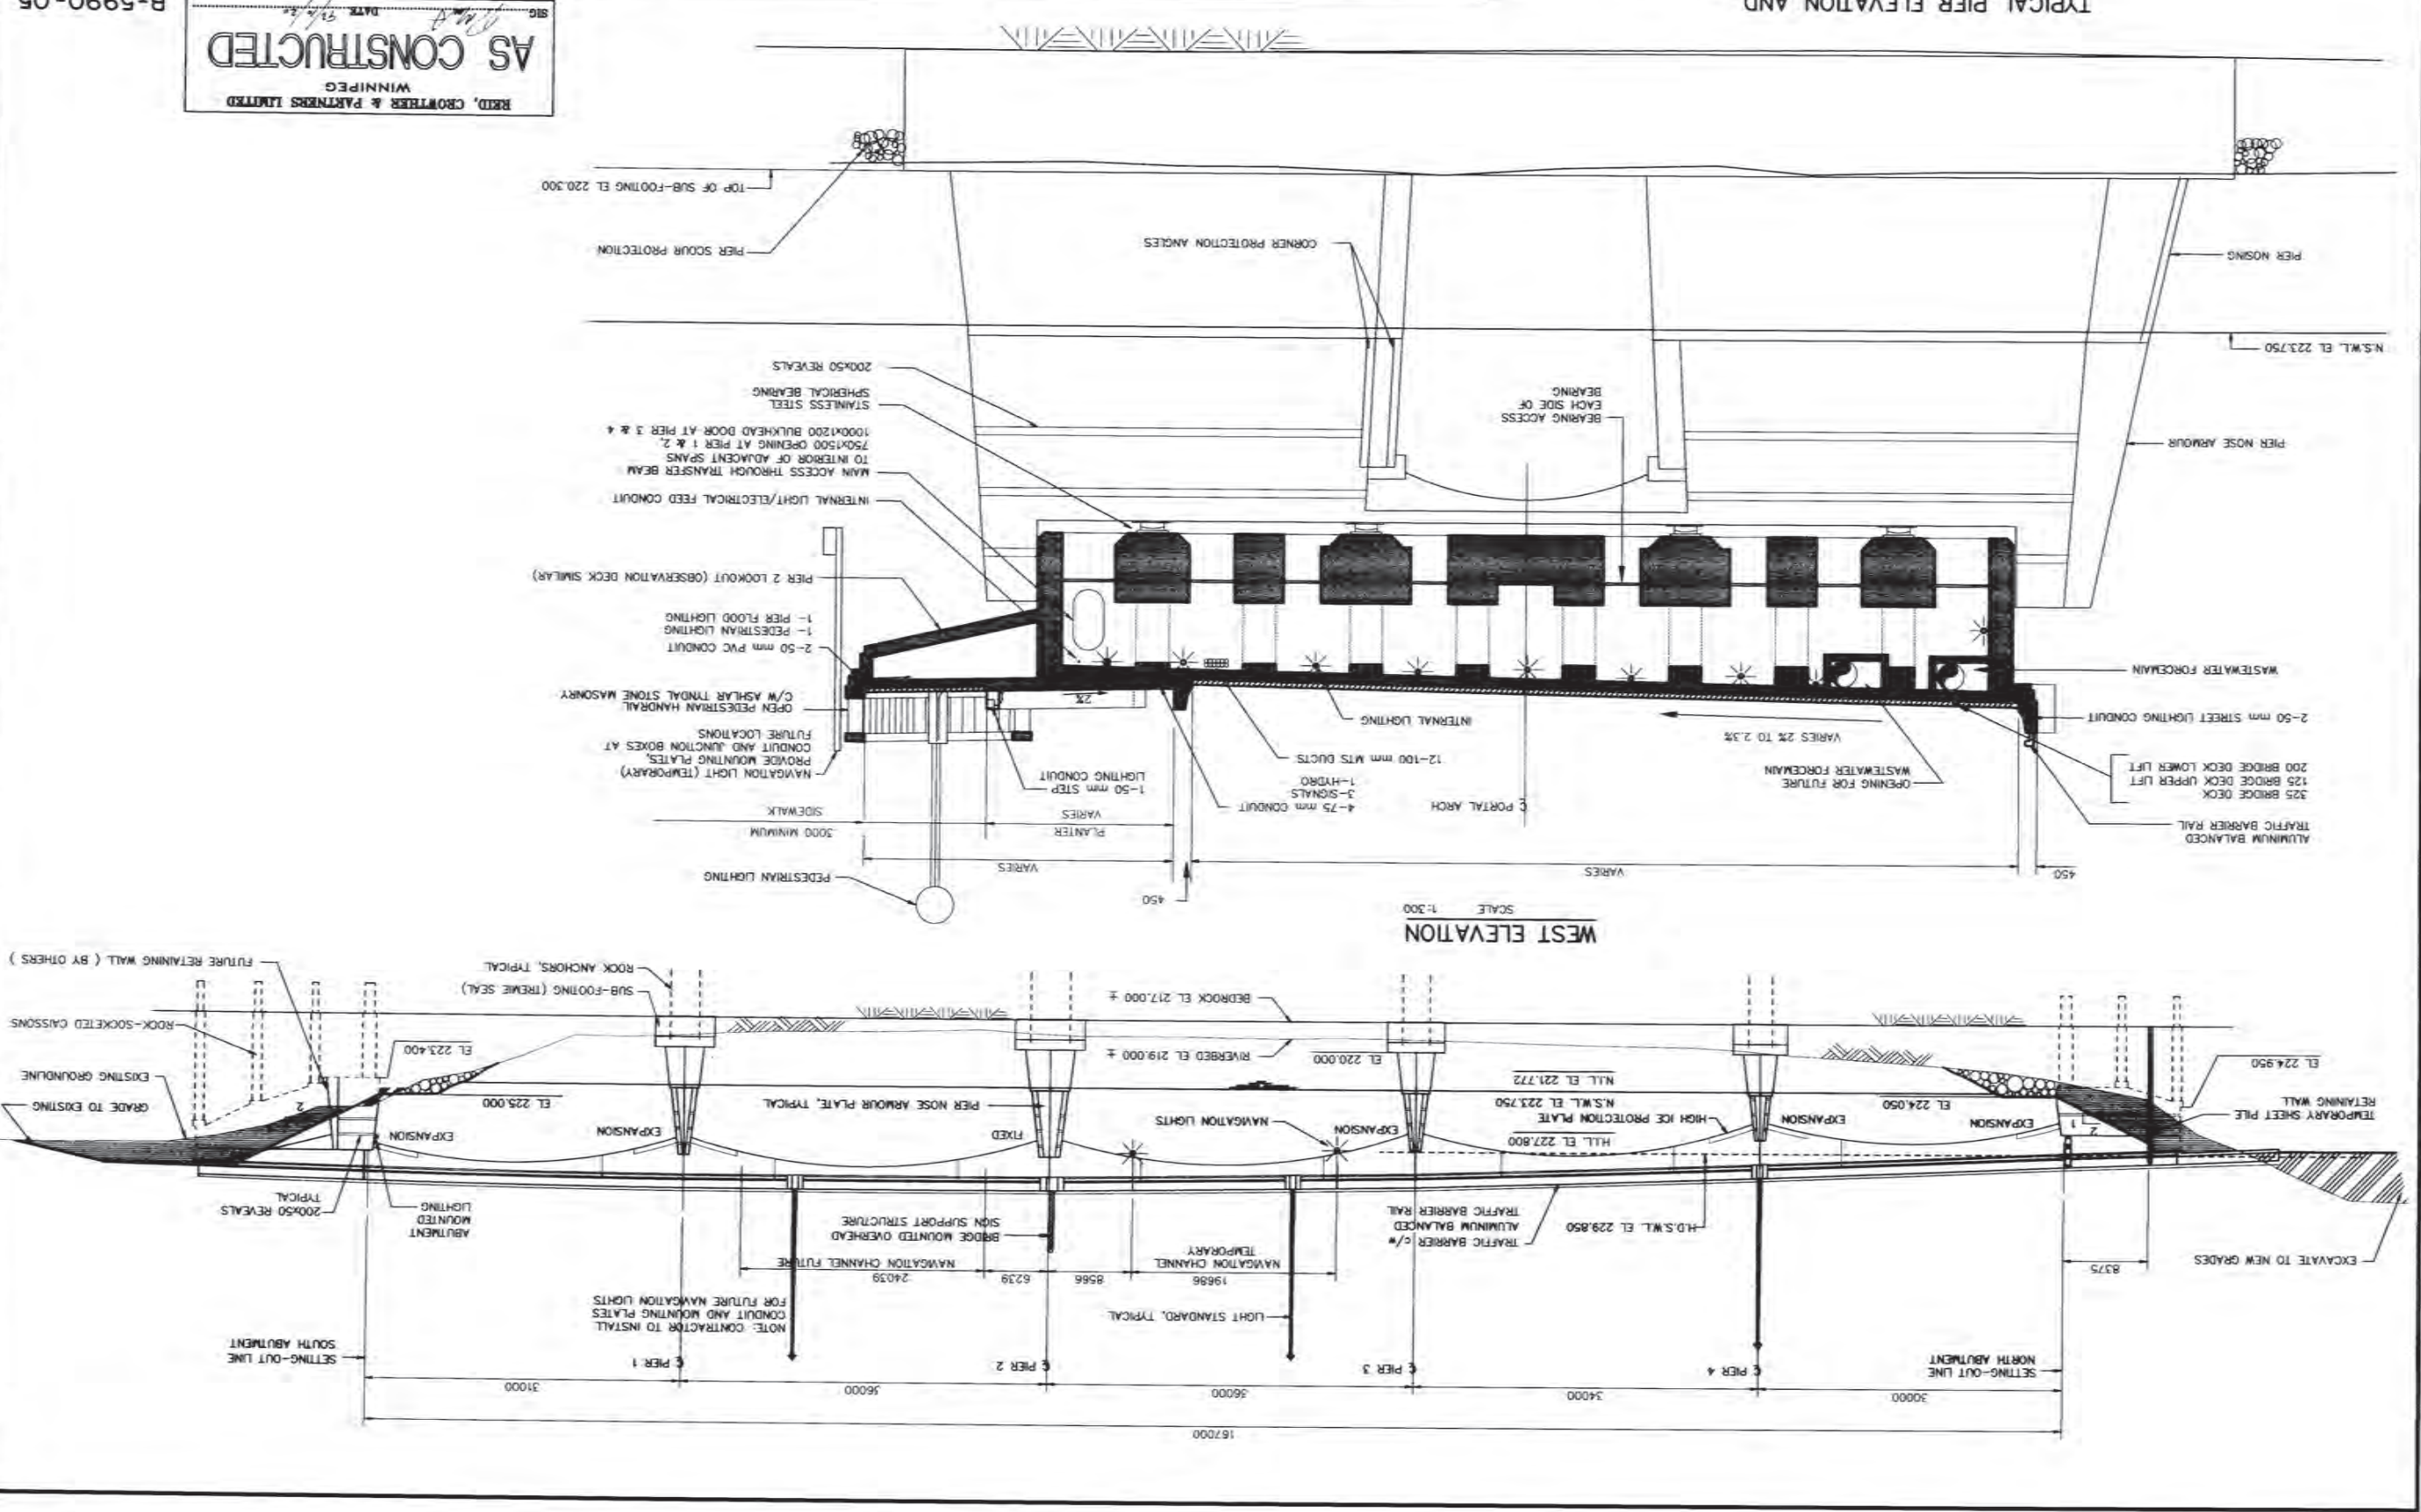 167000
30000
34000
36000
36000
31000
SETTING-OUT LINE
NORTH ABUTMENT
℄ PIER 4
℄ PIER 3
℄ PIER 2
℄ PIER 1
SETTING-OUT LINE
SOUTH ABUTMENT
LIGHT STANDARD, TYPICAL
NOTE: CONTRACTOR TO INSTALL
CONDUIT AND MOUNTING PLATES
FOR FUTURE NAVIGATION LIGHTS
EXCAVATE TO NEW GRADES
8375
19686
NAVIGATION CHANNEL
TEMPORARY
8566
6239
24039
NAVIGATION CHANNEL FUTURE
H.D.S.W.L. EL 229.850
TRAFFIC BARRIER c/w
ALUMINUM BALANCED
TRAFFIC BARRIER RAIL
BRIDGE MOUNTED OVERHEAD
SIGN SUPPORT STRUCTURE
ABUTMENT
MOUNTED
LIGHTING
200x50 REVEALS
TYPICAL
TEMPORARY SHEET PILE
RETAINING WALL
EL 224.950
2
1
EXPANSION
EL 224.050
EXPANSION
H.I.L. EL 227.800
HIGH ICE PROTECTION PLATE
N.S.W.L. EL 223.750
N.I.L. EL 221.772
EXPANSION
NAVIGATION LIGHTS
FIXED
PIER NOSE ARMOUR PLATE, TYPICAL
EXPANSION
EXPANSION
EL 225.000
2
GRADE TO EXISTING
EXISTING GROUNDLINE
EL 223.400
EL 220.000
RIVERBED EL 219.000 ±
BEDROCK EL 217.000 ±
SUB-FOOTING (TREMIE SEAL)
ROCK ANCHORS, TYPICAL
ROCK-SOCKETED CAISSONS
FUTURE RETAINING WALL ( BY OTHERS )
WEST ELEVATION
SCALE 1:300
450
VARIES
450
VARIES
PEDESTRIAN LIGHTING
PLANTER
VARIES
3000 MINIMUM
SIDEWALK
ALUMINUM BALANCED
TRAFFIC BARRIER RAIL
325 BRIDGE DECK
125 BRIDGE DECK UPPER LIFT
200 BRIDGE DECK LOWER LIFT
2-50 mm STREET LIGHTING CONDUIT
WASTEWATER FORCEMAIN
OPENING FOR FUTURE
WASTEWATER FORCEMAIN
VARIES 2% TO 2.3%
℄ PORTAL ARCH
INTERNAL LIGHTING
4-75 mm CONDUIT
3-SIGNALS
1-HYDRO
12-100 mm MTS DUCTS
1-50 mm STEP
LIGHTING CONDUIT
2%
NAVIGATION LIGHT (TEMPORARY)
PROVIDE MOUNTING PLATES,
CONDUIT AND JUNCTION BOXES AT
FUTURE LOCATIONS
OPEN PEDESTRIAN HANDRAIL
C/W ASHLAR TYNDAL STONE MASONRY
2-50 mm PVC CONDUIT
1- PEDESTRIAN LIGHTING
1- PIER FLOOD LIGHTING
PIER 2 LOOKOUT (OBSERVATION DECK SIMILAR)
INTERNAL LIGHT/ELECTRICAL FEED CONDUIT
MAIN ACCESS THROUGH TRANSFER BEAM
TO INTERIOR OF ADJACENT SPANS
750x1500 OPENING AT PIER 1 & 2,
1000x1200 BULKHEAD DOOR AT PIER 3 & 4
STAINLESS STEEL
SPHERICAL BEARING
200x50 REVEALS
BEARING ACCESS
EACH SIDE OF
BEARING
PIER NOSE ARMOUR
N.S.W.L. EL 223.750
PIER NOSING
CORNER PROTECTION ANGLES
PIER SCOUR PROTECTION
TOP OF SUB-FOOTING EL 220.300
TYPICAL PIER ELEVATION AND
REID, CROWTHER & PARTNERS LIMITED
WINNIPEG
AS CONSTRUCTED
SIG. DATE
B-5990-05